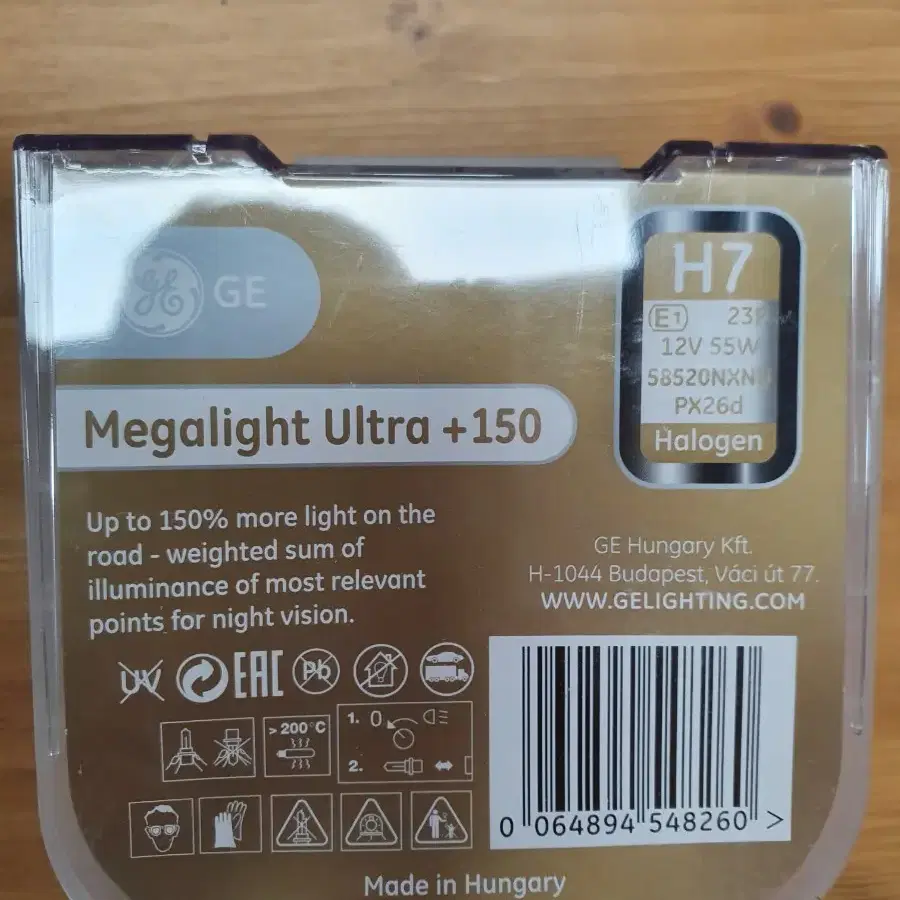 GE GE
H7
E1
12V 55W
PX26d
Halogen
Megalight Ultra +150
Up to 150% more light on the
road - weighted sum of
illuminance of most relevant
points for night vision.
GE Hungary Kft.
H-1044 Budapest, Váci út 77.
WWW.GELIGHTING.COM
UV EAC Pb
> 200°C
1. 0
2.
0 064894 548260 >
Made in Hungary